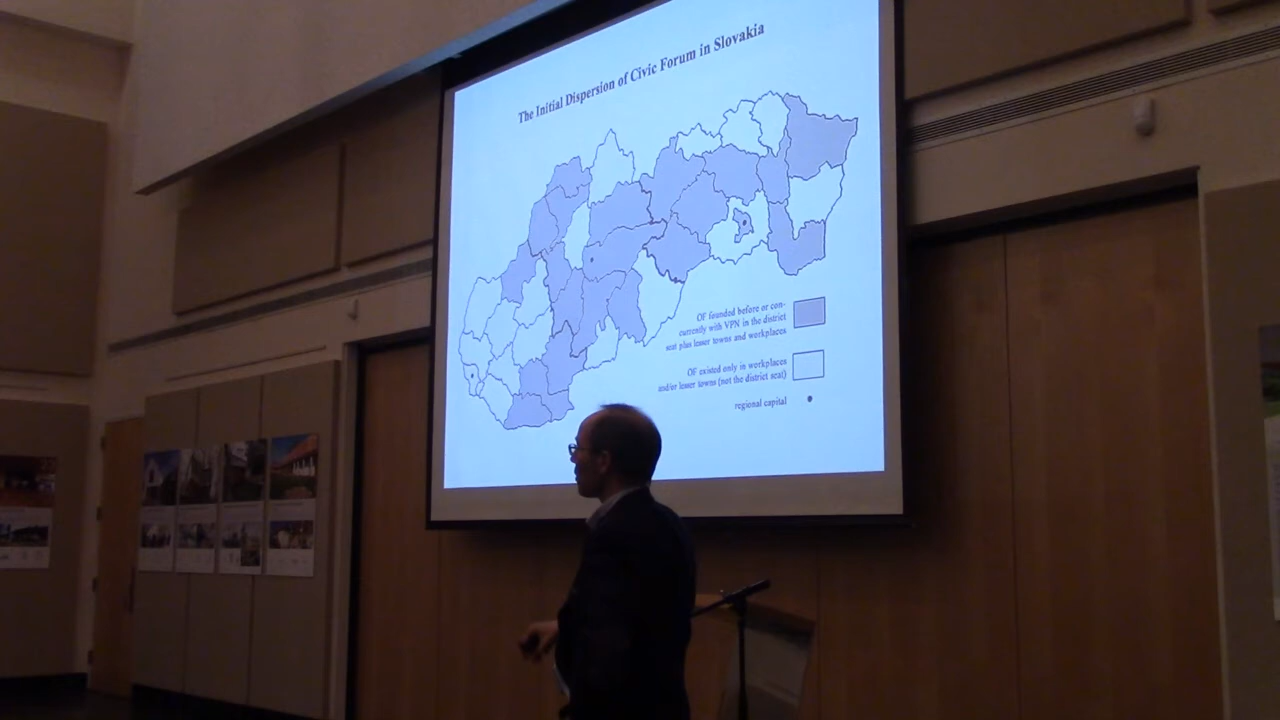 The Initial Dispersion of Civic Forum in Slovakia
OF founded before or con-
currently with VPN in the district
seat plus lesser towns and workplaces
OF existed only in workplaces
and/or lesser towns (not the district seat)
regional capital